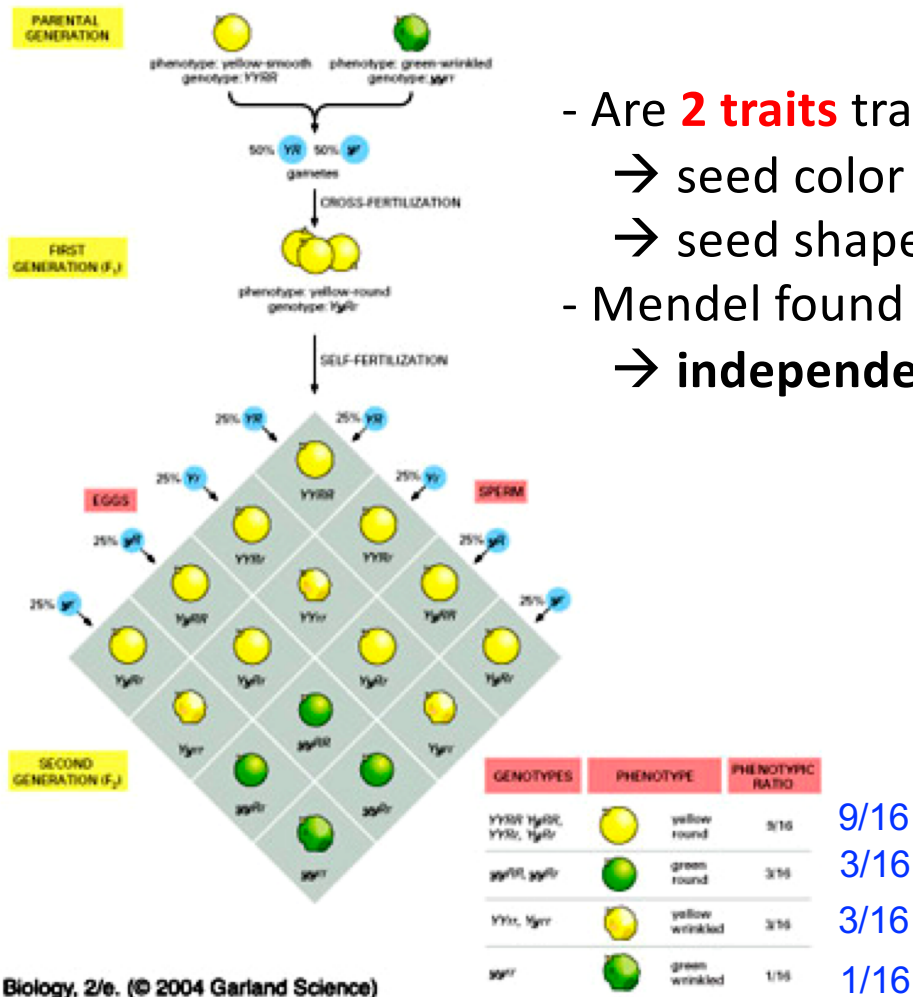 PARENTAL
GENERATION
phenotype: yellow-smooth
genotype: YYRR
phenotype: green-wrinkled
genotype: yyrr
50% YR 50% yr
gametes
CROSS-FERTILIZATION
FIRST
GENERATION (F1)
phenotype: yellow-round
genotype: YyRr
SELF-FERTILIZATION
- Are 2 traits tra
→ seed color
→ seed shape
- Mendel found
→ independe
25% YR
25% YR
25% Yr
25% Yr
EGGS
SPERM
25% yR
25% yR
25% yr
25% yr
YYRR
YYRr
YYRr
YyRR
YYrr
YyRR
YyRr
YyRr
YyRr
YyRr
Yyrr
yyRR
Yyrr
yyRr
yyRr
yyrr
SECOND
GENERATION (F2)
GENOTYPES
PHENOTYPE
PHENOTYPIC
RATIO
YYRR YyRR,
YYRr, YyRr
yellow
round
9/16
9/16
yyRR, yyRr
green
round
3/16
3/16
YYrr, Yyrr
yellow
wrinkled
3/16
3/16
yyrr
green
wrinkled
1/16
1/16
Biology, 2/e. (© 2004 Garland Science)